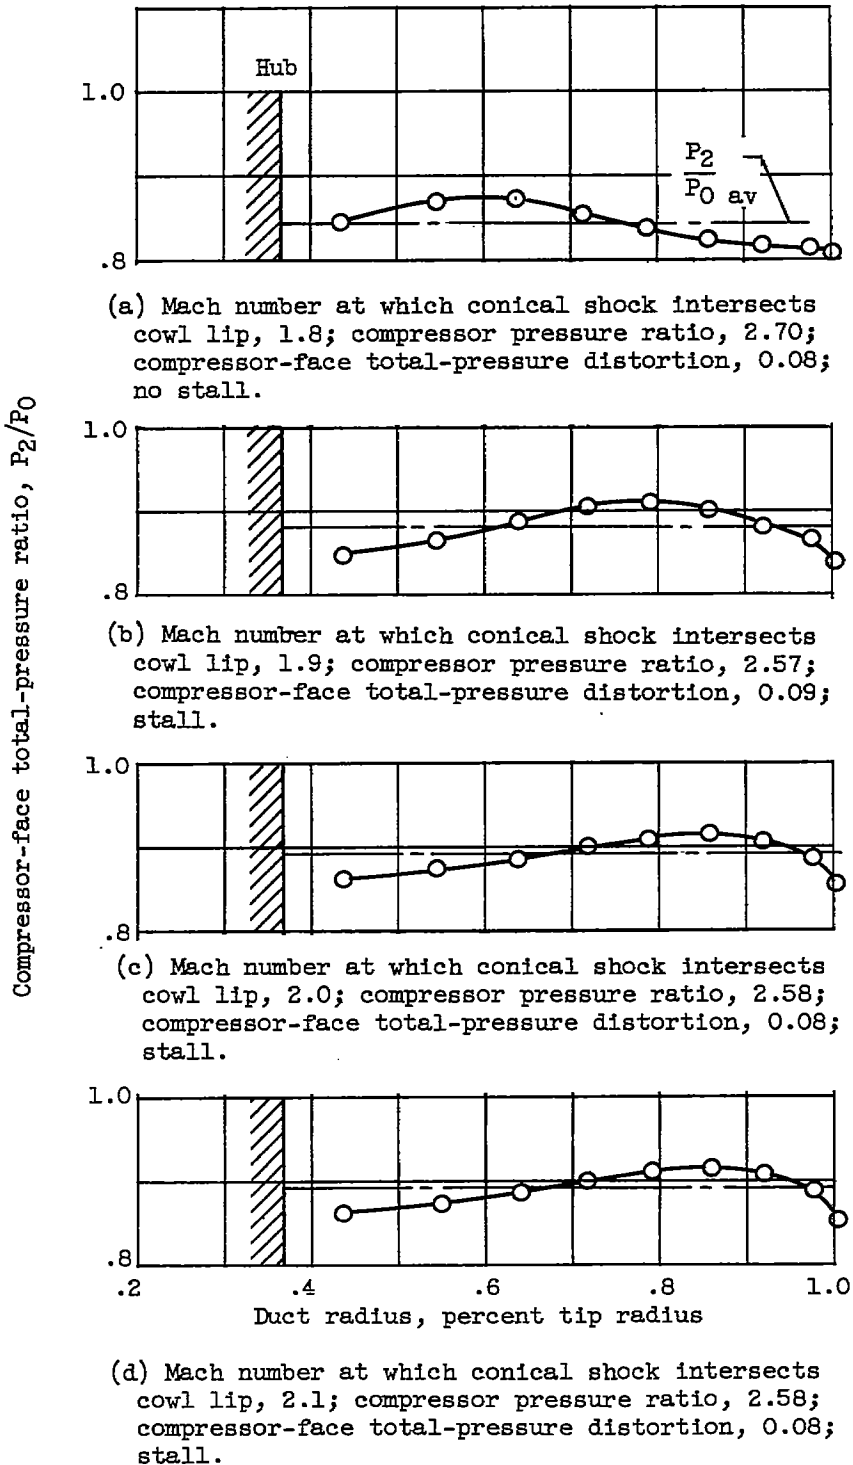 Hub
1.0
P2
P0 av
.8
(a) Mach number at which conical shock intersects
cowl lip, 1.8; compressor pressure ratio, 2.70;
compressor-face total-pressure distortion, 0.08;
no stall.
Compressor-face total-pressure ratio, P2/P0
1.0
.8
(b) Mach number at which conical shock intersects
cowl lip, 1.9; compressor pressure ratio, 2.57;
compressor-face total-pressure distortion, 0.09;
stall.
1.0
.8
(c) Mach number at which conical shock intersects
cowl lip, 2.0; compressor pressure ratio, 2.58;
compressor-face total-pressure distortion, 0.08;
stall.
1.0
.8
.2 .4 .6 .8 1.0
Duct radius, percent tip radius
(d) Mach number at which conical shock intersects
cowl lip, 2.1; compressor pressure ratio, 2.58;
compressor-face total-pressure distortion, 0.08;
stall.